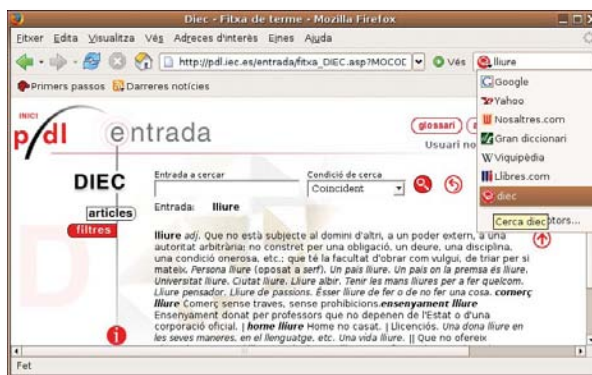 Diec - Fitxa de terme - Mozilla Firefox
Fitxer Edita Visualitza Vés Adreces d'interès Eines Ajuda
http://pdl.iec.es/entrada/fitxa_DIEC.asp?MOCOD Vés lliure
Primers passos Darreres notícies
Google
Yahoo
Nosaltres.com
Gran diccionari
Viquipèdia
Llibres.com
diec
Cerca diec tors...
INICI
p/dl entrada
glossari
Usuari no
DIEC
articles
filtres
Entrada a cercar Condició de cerca
Coincident
Entrada: lliure
lliure adj. Que no està subjecte al domini d'altri, a un poder extern, a una
autoritat arbitrària; no constret per una obligació, un deure, una disciplina,
una condició onerosa, etc.; que té la facultat d'obrar com vulgui, de triar per si
mateix. Persona lliure (oposat a serf). Un país lliure. Un país on la premsa és lliure.
Universitat lliure. Ciutat lliure. Lliure albir. Tenir les mans lliures per a fer quelcom.
Lliure pensador. Lliure de passions. Ésser lliure de fer o de no fer una cosa. comerç
lliure Comerç sense traves, sense prohibicions.ensenyament lliure
Ensenyament donat per professors que no depenen de l'Estat o d'una
corporació oficial. | home lliure Home no casat. | Llicenciós. Una dona lliure en
les seves maneres, en el llenguatge, etc. Una vida lliure. || Que no ofereix
Fet